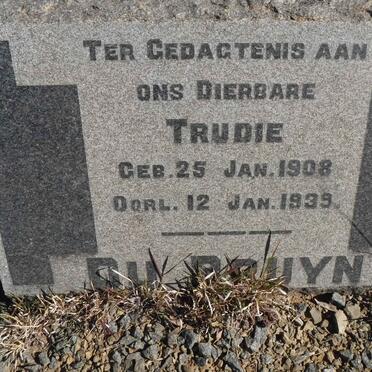 TER GEDAGTENIS AAN
ONS DIERBARE
TRUDIE
GEB. 25 JAN. 1908
OORL. 12 JAN. 1939.
DU BRUYN